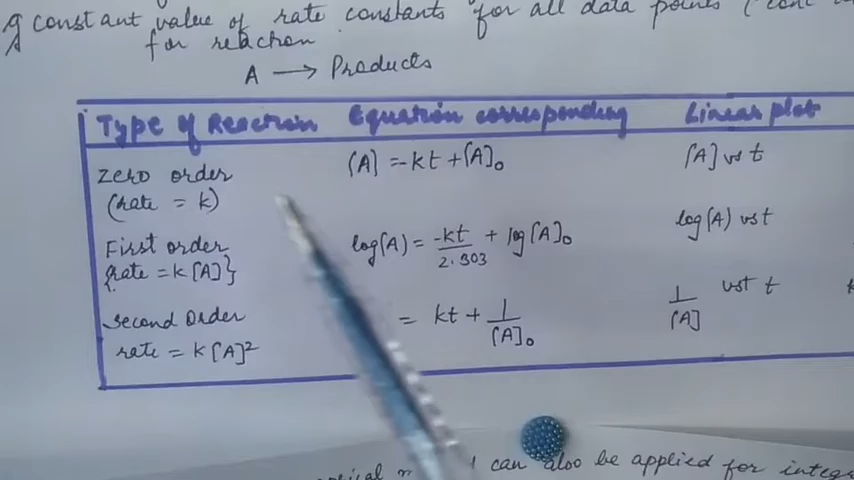 g constant value of rate constants for all data points
for reaction.
A → Products
Type of Reaction Equation corresponding Linear plot
Zero order [A] = -kt + [A]₀ [A] vs t
(rate = k)
First order log[A] = -kt/2.303 + log[A]₀ log[A] vs t
{rate = k[A]}
Second Order = kt + 1/[A]₀ 1/[A] vs t
rate = k[A]²
can also be applied for